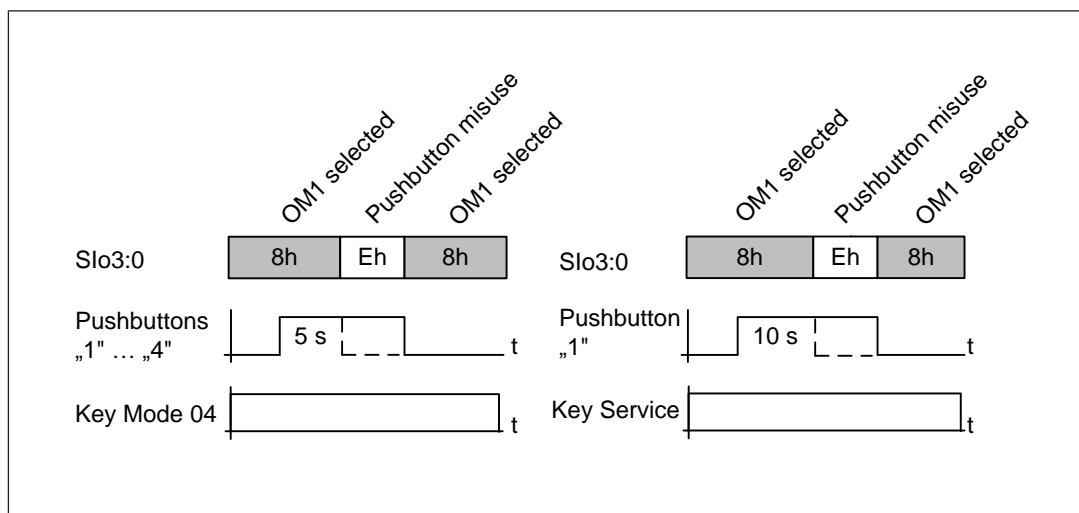 OM1 selected
Pushbutton misuse
OM1 selected
SIo3:0
8h
Eh
8h
Pushbuttons
„1" … „4"
5 s
t
Key Mode 04
t
OM1 selected
Pushbutton misuse
OM1 selected
SIo3:0
8h
Eh
8h
Pushbutton
„1"
10 s
t
Key Service
t